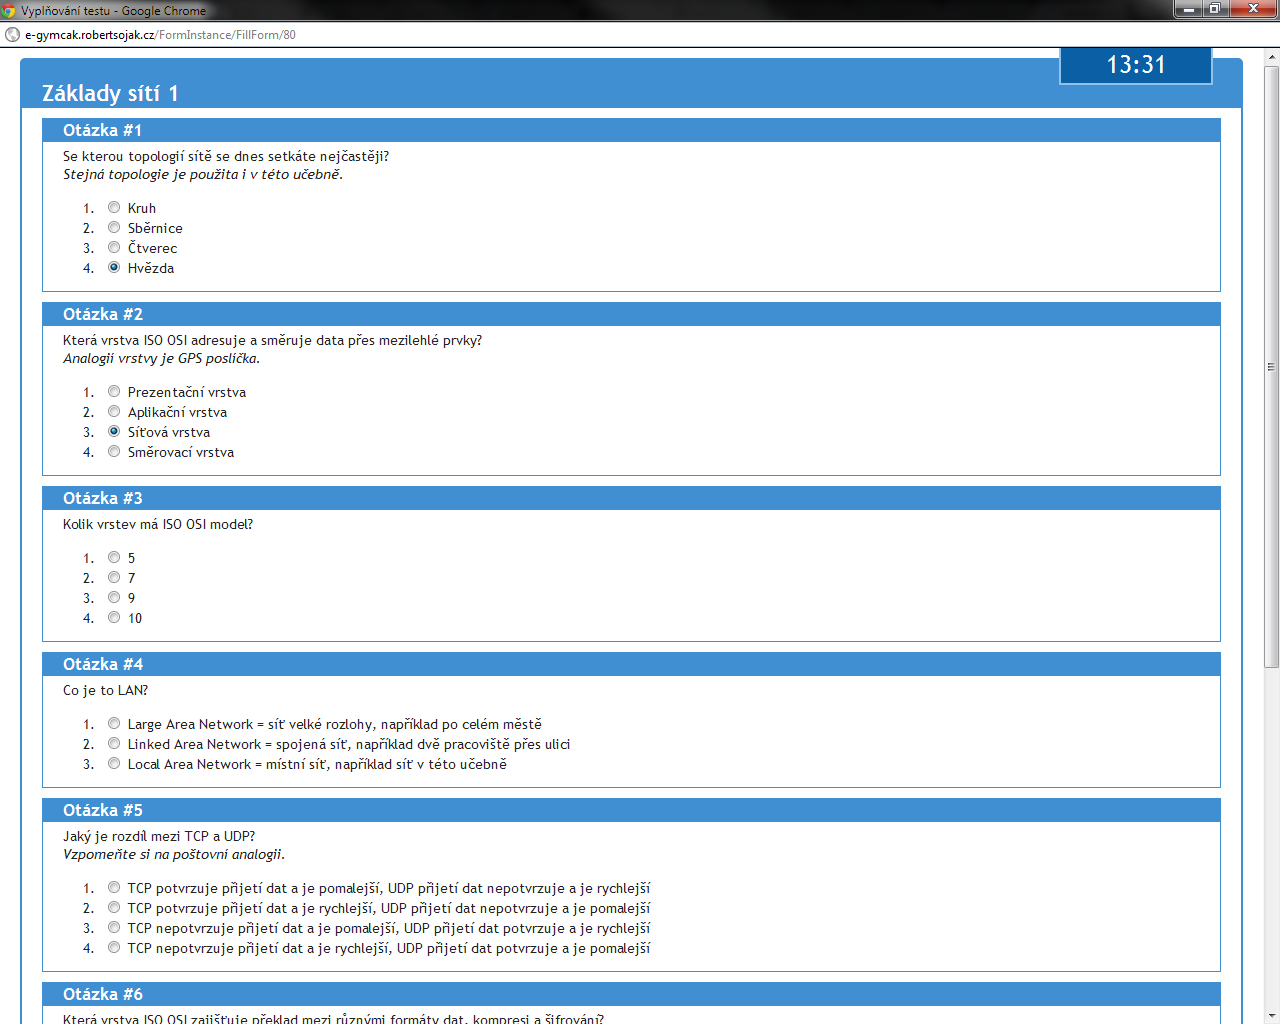 Vyplňování testu - Google Chrome
e-gymcak.robertsojak.cz/FormInstance/FillForm/80
13:31
Základy sítí 1
Otázka #1
Se kterou topologií sítě se dnes setkáte nejčastěji?
Stejná topologie je použita i v této učebně.
1. Kruh
2. Sběrnice
3. Čtverec
4. Hvězda
Otázka #2
Která vrstva ISO OSI adresuje a směruje data přes mezilehlé prvky?
Analogií vrstvy je GPS poslíčka.
1. Prezentační vrstva
2. Aplikační vrstva
3. Síťová vrstva
4. Směrovací vrstva
Otázka #3
Kolik vrstev má ISO OSI model?
1. 5
2. 7
3. 9
4. 10
Otázka #4
Co je to LAN?
1. Large Area Network = síť velké rozlohy, například po celém městě
2. Linked Area Network = spojená síť, například dvě pracoviště přes ulici
3. Local Area Network = místní síť, například síť v této učebně
Otázka #5
Jaký je rozdíl mezi TCP a UDP?
Vzpomeňte si na poštovní analogii.
1. TCP potvrzuje přijetí dat a je pomalejší, UDP přijetí dat nepotvrzuje a je rychlejší
2. TCP potvrzuje přijetí dat a je rychlejší, UDP přijetí dat nepotvrzuje a je pomalejší
3. TCP nepotvrzuje přijetí dat a je pomalejší, UDP přijetí dat potvrzuje a je rychlejší
4. TCP nepotvrzuje přijetí dat a je rychlejší, UDP přijetí dat potvrzuje a je pomalejší
Otázka #6
Která vrstva ISO OSI zajišťuje překlad mezi různými formáty dat, kompresi a šifrování?